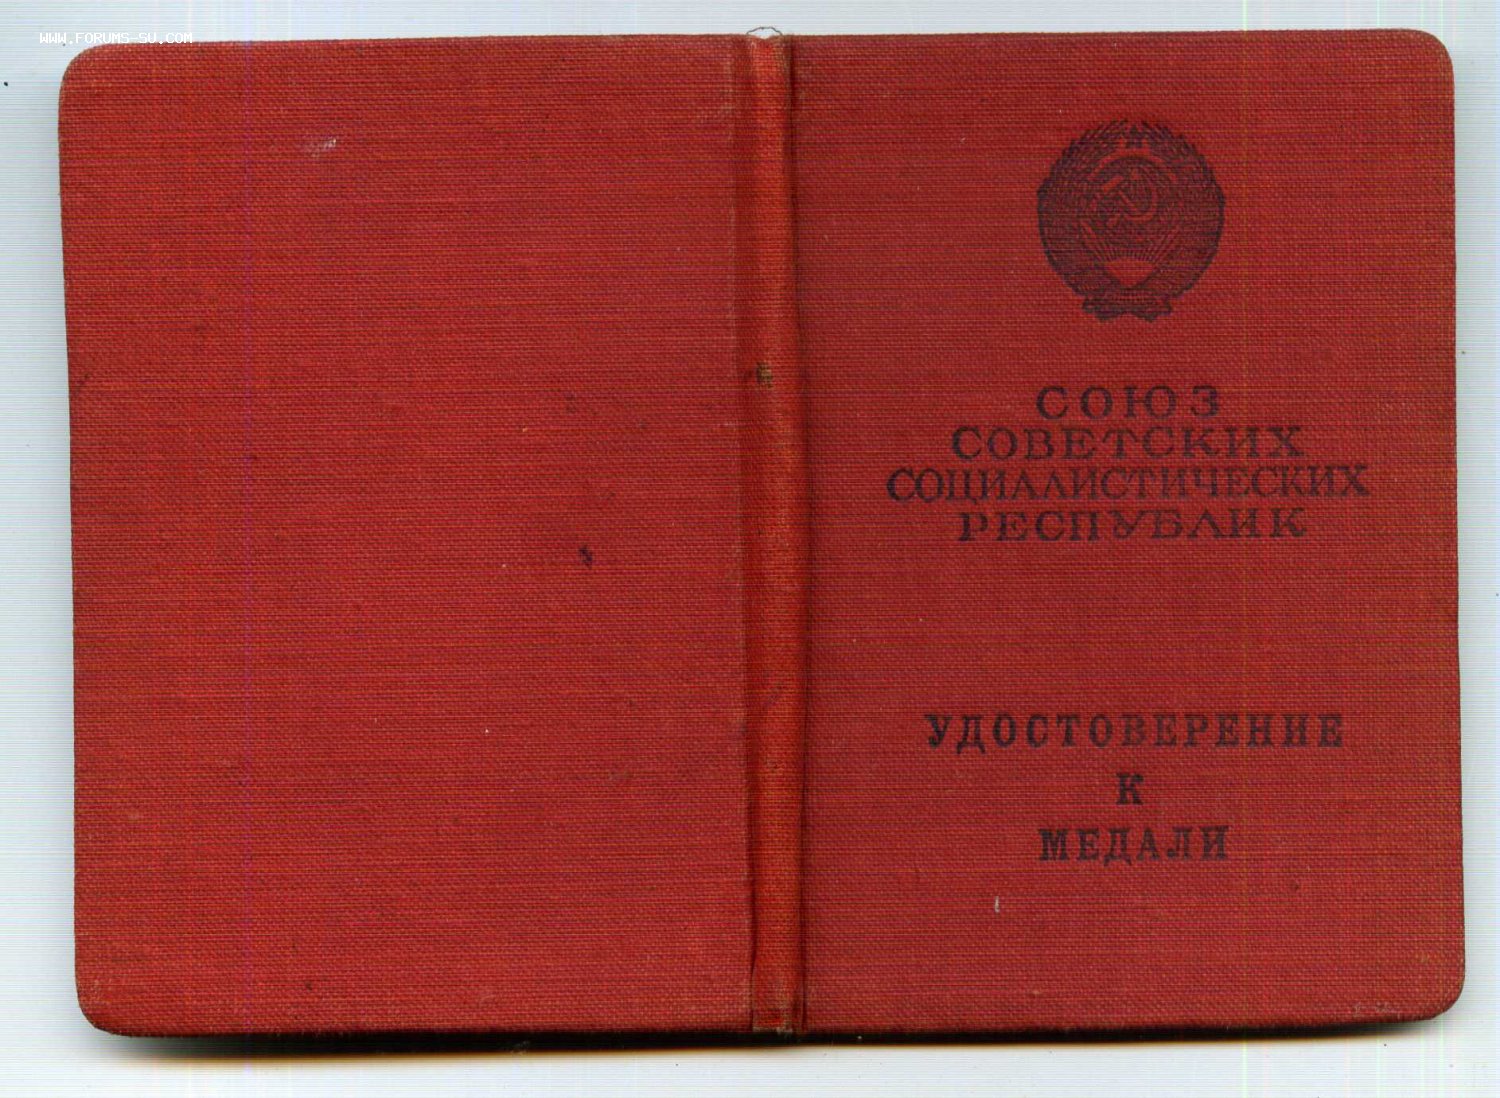 WWW.FORUMS-SU.COM
СОЮЗ
СОВЕТСКИХ
СОЦИАЛИСТИЧЕСКИХ
РЕСПУБЛИК
УДОСТОВЕРЕНИЕ
К
МЕДАЛИ